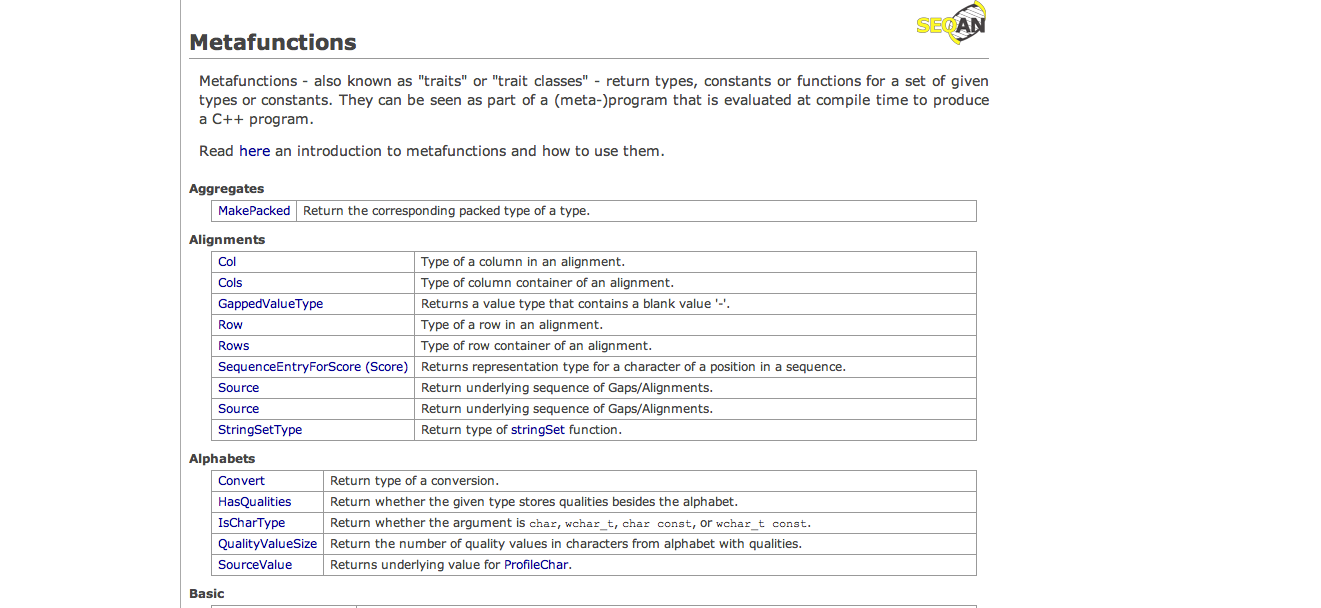 SEQAN
Metafunctions
Metafunctions - also known as "traits" or "trait classes" - return types, constants or functions for a set of given
types or constants. They can be seen as part of a (meta-)program that is evaluated at compile time to produce
a C++ program.
Read here an introduction to metafunctions and how to use them.
Aggregates
MakePacked Return the corresponding packed type of a type.
Alignments
Col Type of a column in an alignment.
Cols Type of column container of an alignment.
GappedValueType Returns a value type that contains a blank value '-'.
Row Type of a row in an alignment.
Rows Type of row container of an alignment.
SequenceEntryForScore (Score) Returns representation type for a character of a position in a sequence.
Source Return underlying sequence of Gaps/Alignments.
Source Return underlying sequence of Gaps/Alignments.
StringSetType Return type of stringSet function.
Alphabets
Convert Return type of a conversion.
HasQualities Return whether the given type stores qualities besides the alphabet.
IsCharType Return whether the argument is char, wchar_t, char const, or wchar_t const.
QualityValueSize Return the number of quality values in characters from alphabet with qualities.
SourceValue Returns underlying value for ProfileChar.
Basic